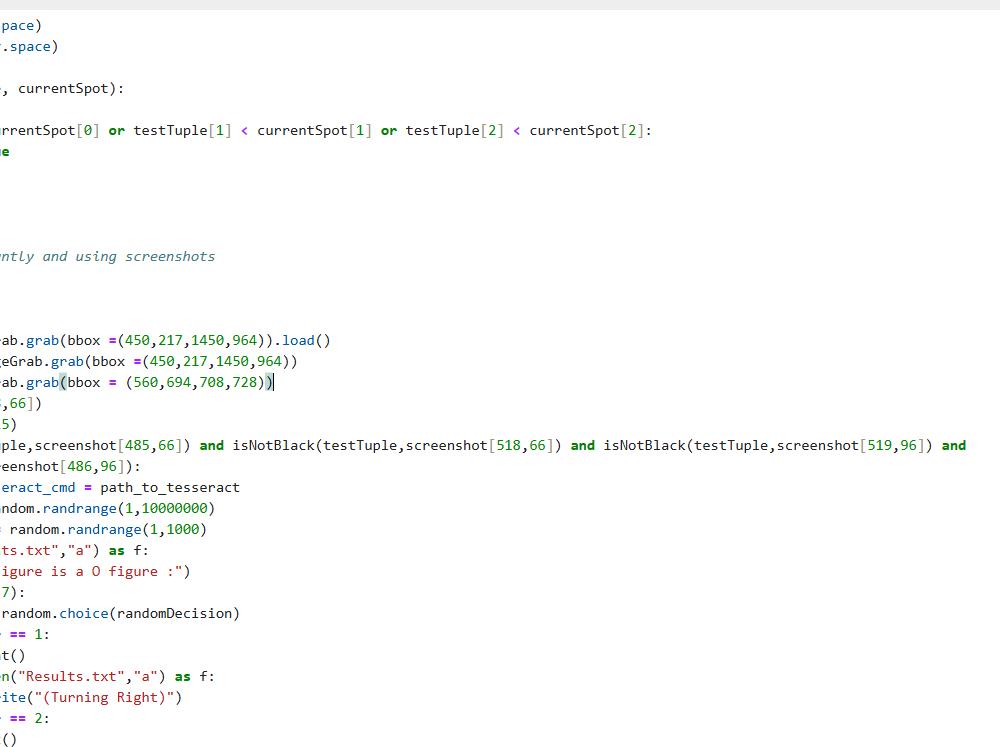 pace)
.space)
, currentSpot):
rrentSpot[0] or testTuple[1] < currentSpot[1] or testTuple[2] < currentSpot[2]:
e
ntly and using screenshots
ab.grab(bbox =(450,217,1450,964)).load()
eGrab.grab(bbox =(450,217,1450,964))
ab.grab(bbox = (560,694,708,728))
,66])
5)
ple,screenshot[485,66]) and isNotBlack(testTuple,screenshot[518,66]) and isNotBlack(testTuple,screenshot[519,96]) and
eenshot[486,96]):
eract_cmd = path_to_tesseract
ndom.randrange(1,10000000)
= random.randrange(1,1000)
ts.txt","a") as f:
igure is a O figure :")
7):
random.choice(randomDecision)
== 1:
t()
n("Results.txt","a") as f:
ite("(Turning Right)")
== 2:
()